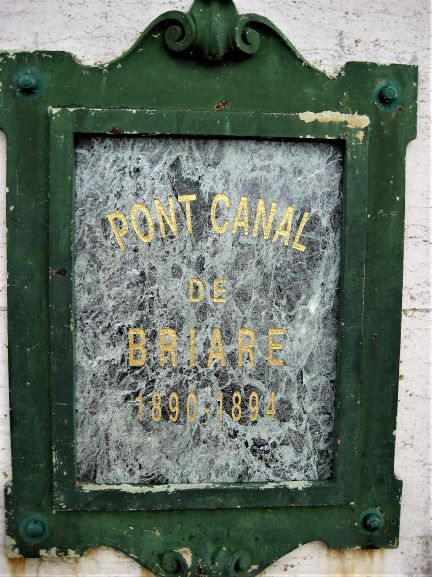 PONT CANAL
DE
BRIARE
1890-1894